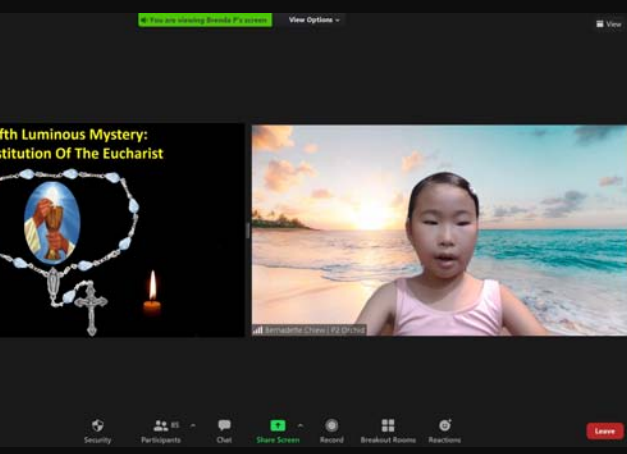 You are viewing Brenda P's screen
View Options
View
fth Luminous Mystery:
stitution Of The Eucharist
Bernadette Chiew | P2 Orchid
Security
Participants
85
Chat
Share Screen
Record
Breakout Rooms
Reactions
Leave